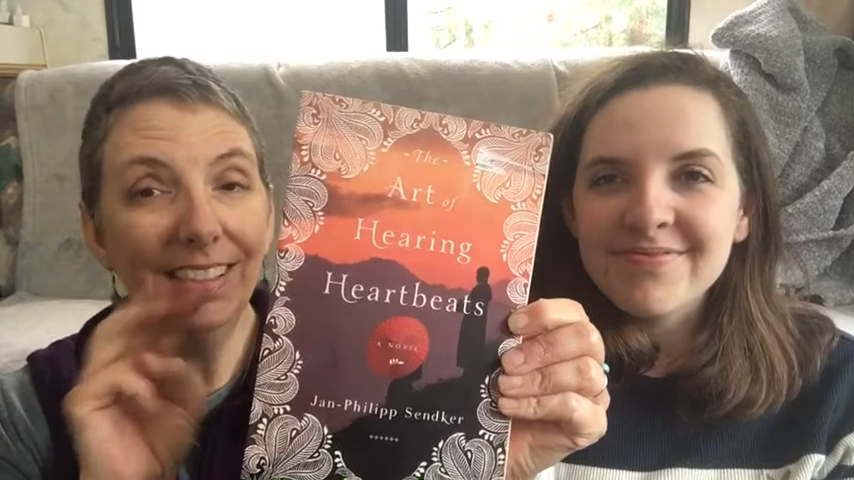 The
Art of
Hearing
Heartbeats
A NOVEL
Jan-Philipp Sendker